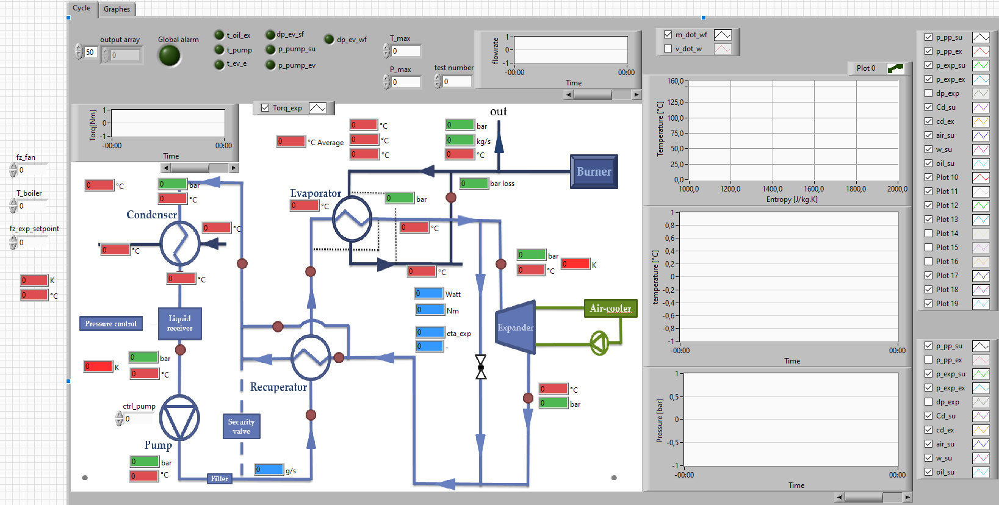 Cycle
Graphes
output array
50
0
Global alarm
t_oil_ex
t_pump
t_ev_e
dp_ev_sf
p_pump_su
p_pump_ev
dp_ev_wf
T_max
0
P_max
0
test number
0
flowrate
1
0
-1
-00:00
00:00
Time
m_dot_wf
v_dot_w
Plot 0
Torq_exp
Torq[Nm]
1
0
-1
-00:00
00:00
Time
fz_fan
0
T_boiler
0
fz_exp_setpoint
0
0 K
0 °C
0 °C Average
0 °C
0 °C
0 °C
0 bar
0 kg/s
0 °C
out
Burner
0 bar loss
0 °C
0 bar
0 °C
Condenser
0 °C
0 °C
0 °C
Evaporator
0 °C
0 bar
0 °C
0 °C
0 bar
0 °C
0 K
0 Watt
0 Nm
0 eta_exp
0 -
Air-cooler
Expander
Pressure control
Liquid
receiver
0 bar
0 °C
0 K
Recuperator
ctrl_pump
0
Pump
Security
valve
0 °C
0 bar
0 bar
0 °C
Filter
0 g/s
Temperature [°C]
160,0
125,0
100,0
75,0
50,0
25,0
0,0
1000,0
1200,0
1400,0
1600,0
1800,0
2000,0
Entropy [J/kg.K]
temperature [°C]
1
0,8
0,6
0,4
0,2
0
-0,2
-0,4
-0,6
-0,8
-1
-00:00
00:00
Time
Pressure [bar]
1
0,5
0
-0,5
-1
-00:00
00:00
Time
p_pp_su
p_pp_ex
p_exp_su
p_exp_ex
dp_exp
Cd_su
cd_ex
air_su
w_su
oil_su
Plot 10
Plot 11
Plot 12
Plot 13
Plot 14
Plot 15
Plot 16
Plot 17
Plot 18
Plot 19
p_pp_su
p_pp_ex
p_exp_su
p_exp_ex
dp_exp
Cd_su
cd_ex
air_su
w_su
oil_su